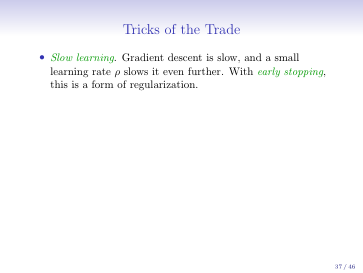 Tricks of the Trade
• Slow learning. Gradient descent is slow, and a small
learning rate ρ slows it even further. With early stopping,
this is a form of regularization.
37 / 46